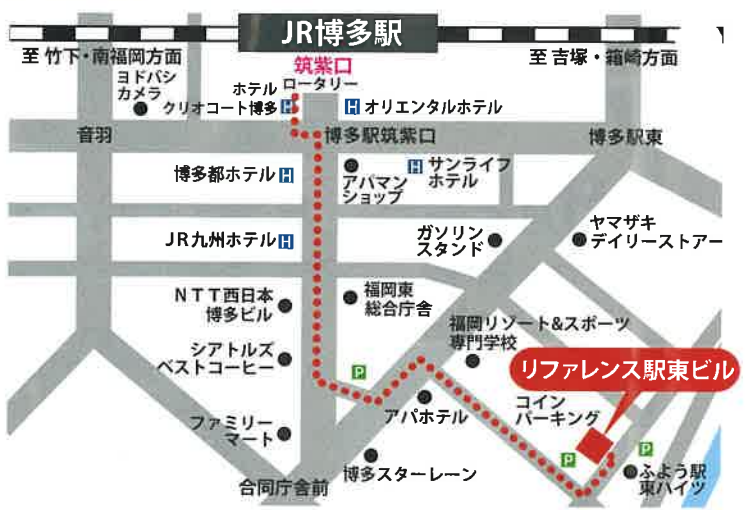 JR博多駅
至 竹下・南福岡方面
至 吉塚・箱崎方面
筑紫口
ロータリー
ヨドバシ
カメラ
ホテル
クリオコート博多 H
H オリエンタルホテル
音羽
博多駅筑紫口
博多駅東
博多都ホテル H
アパマン
ショップ
H サンライフ
ホテル
JR九州ホテル H
ガソリン
スタンド
ヤマザキ
デイリーストアー
NTT西日本
博多ビル
福岡東
総合庁舎
福岡リゾート&スポーツ
専門学校
シアトルズ
ベストコーヒー
P
リファレンス駅東ビル
アパホテル
コイン
パーキング
ファミリー
マート
P
P
合同庁舎前
博多スターレーン
ふよう駅
東ハイツ